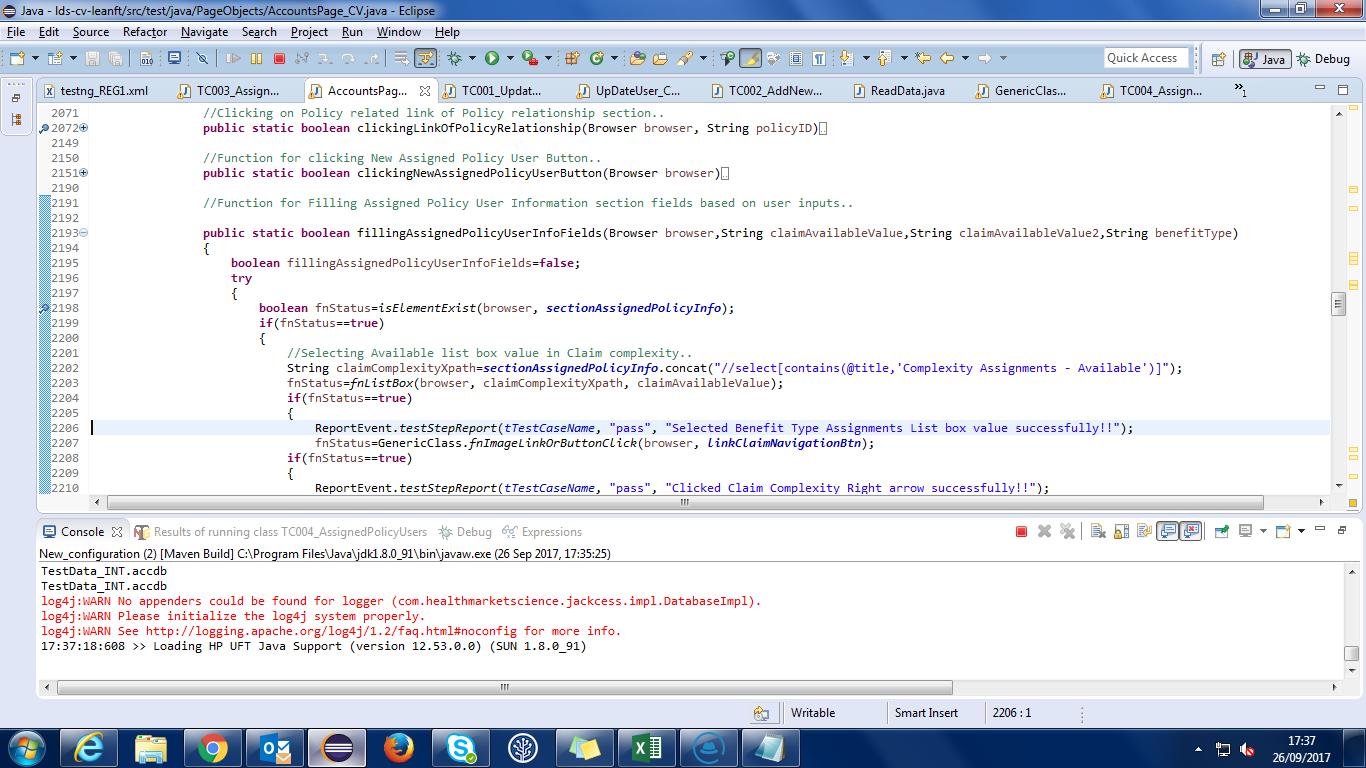 Java - lds-cv-leanft/src/test/java/PageObjects/AccountsPage_CV.java - Eclipse
File Edit Source Refactor Navigate Search Project Run Window Help
Quick Access Java Debug
testng_REG1.xml TC003_Assign... AccountsPag... TC001_Updat... UpDateUser_C... TC002_AddNew... ReadData.java GenericClas... TC004_Assign... »1
2071 //Clicking on Policy related link of Policy relationship section..
2072 public static boolean clickingLinkOfPolicyRelationship(Browser browser, String policyID)
2149
2150 //Function for clicking New Assigned Policy User Button..
2151 public static boolean clickingNewAssignedPolicyUserButton(Browser browser)
2190
2191 //Function for Filling Assigned Policy User Information section fields based on user inputs..
2192
2193 public static boolean fillingAssignedPolicyUserInfoFields(Browser browser,String claimAvailableValue,String claimAvailableValue2,String benefitType)
2194 {
2195 boolean fillingAssignedPolicyUserInfoFields=false;
2196 try
2197 {
2198 boolean fnStatus=isElementExist(browser, sectionAssignedPolicyInfo);
2199 if(fnStatus==true)
2200 {
2201 //Selecting Available list box value in Claim complexity..
2202 String claimComplexityXpath=sectionAssignedPolicyInfo.concat("//select[contains(@title,'Complexity Assignments - Available')]");
2203 fnStatus=fnListBox(browser, claimComplexityXpath, claimAvailableValue);
2204 if(fnStatus==true)
2205 {
2206 ReportEvent.testStepReport(tTestCaseName, "pass", "Selected Benefit Type Assignments List box value successfully!!");
2207 fnStatus=GenericClass.fnImageLinkOrButtonClick(browser, linkClaimNavigationBtn);
2208 if(fnStatus==true)
2209 {
2210 ReportEvent.testStepReport(tTestCaseName, "pass", "Clicked Claim Complexity Right arrow successfully!!");
Console Results of running class TC004_AssignedPolicyUsers Debug Expressions
New_configuration (2) [Maven Build] C:\Program Files\Java\jdk1.8.0_91\bin\javaw.exe (26 Sep 2017, 17:35:25)
TestData_INT.accdb
TestData_INT.accdb
log4j:WARN No appenders could be found for logger (com.healthmarketscience.jackcess.impl.DatabaseImpl).
log4j:WARN Please initialize the log4j system properly.
log4j:WARN See http://logging.apache.org/log4j/1.2/faq.html#noconfig for more info.
17:37:18:608 >> Loading HP UFT Java Support (version 12.53.0.0) (SUN 1.8.0_91)
Writable Smart Insert 2206 : 1
17:37
26/09/2017